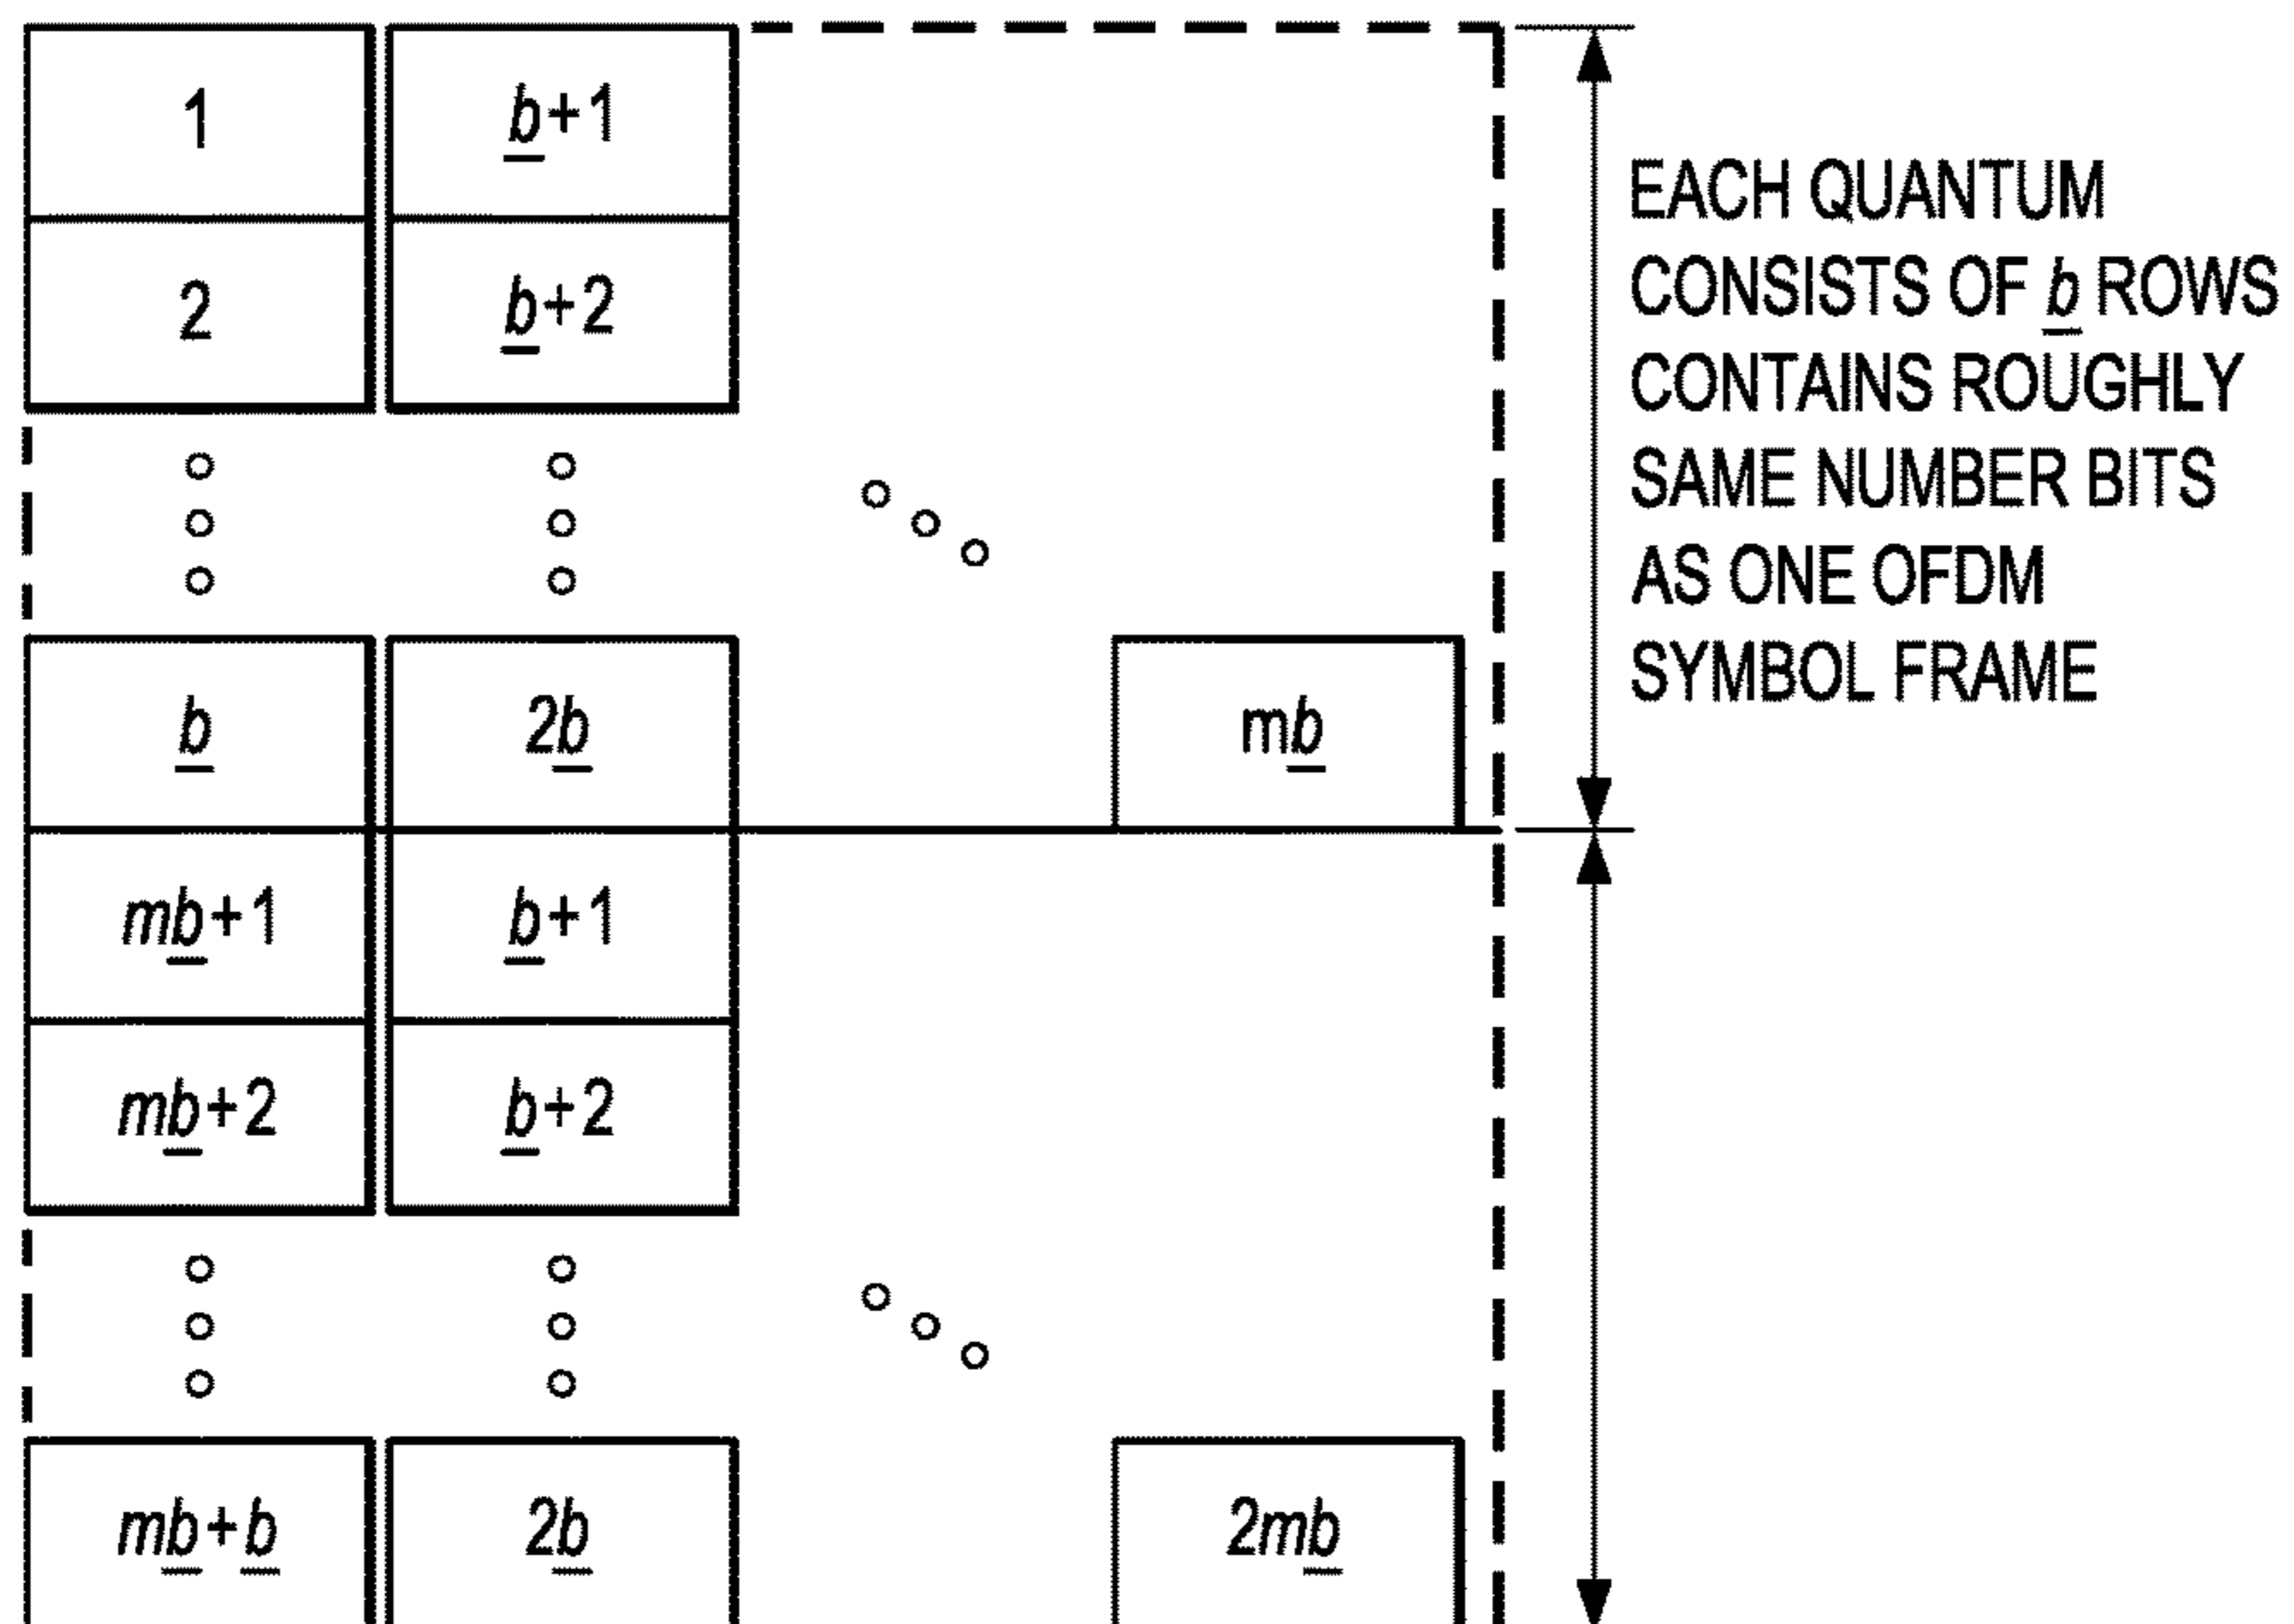 1 b+1
2 b+2
EACH QUANTUM
CONSISTS OF b ROWS
CONTAINS ROUGHLY
SAME NUMBER BITS
AS ONE OFDM
SYMBOL FRAME
b 2b mb
mb+1 b+1
mb+2 b+2
mb+b 2b 2mb